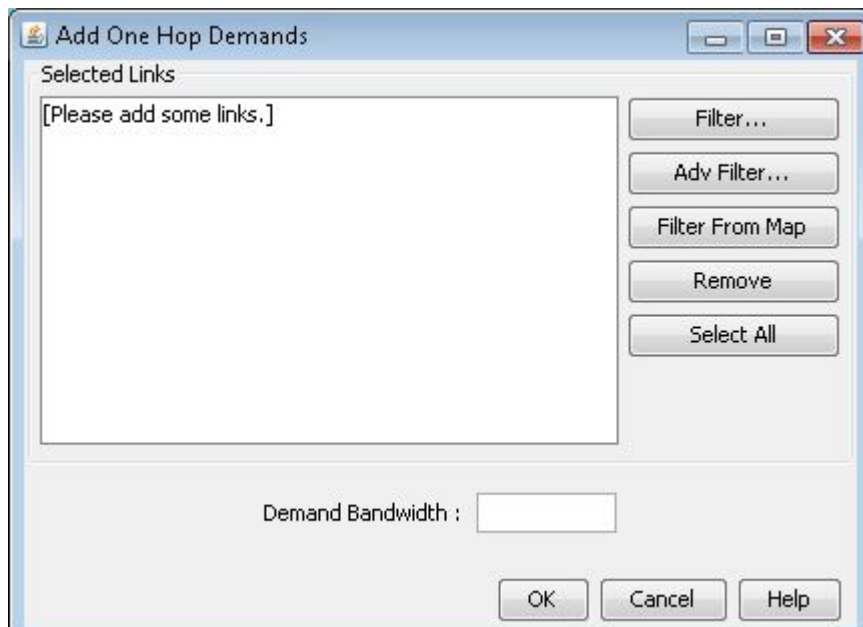 Add One Hop Demands
Selected Links
[Please add some links.]
Filter...
Adv Filter...
Filter From Map
Remove
Select All
Demand Bandwidth :
OK Cancel Help